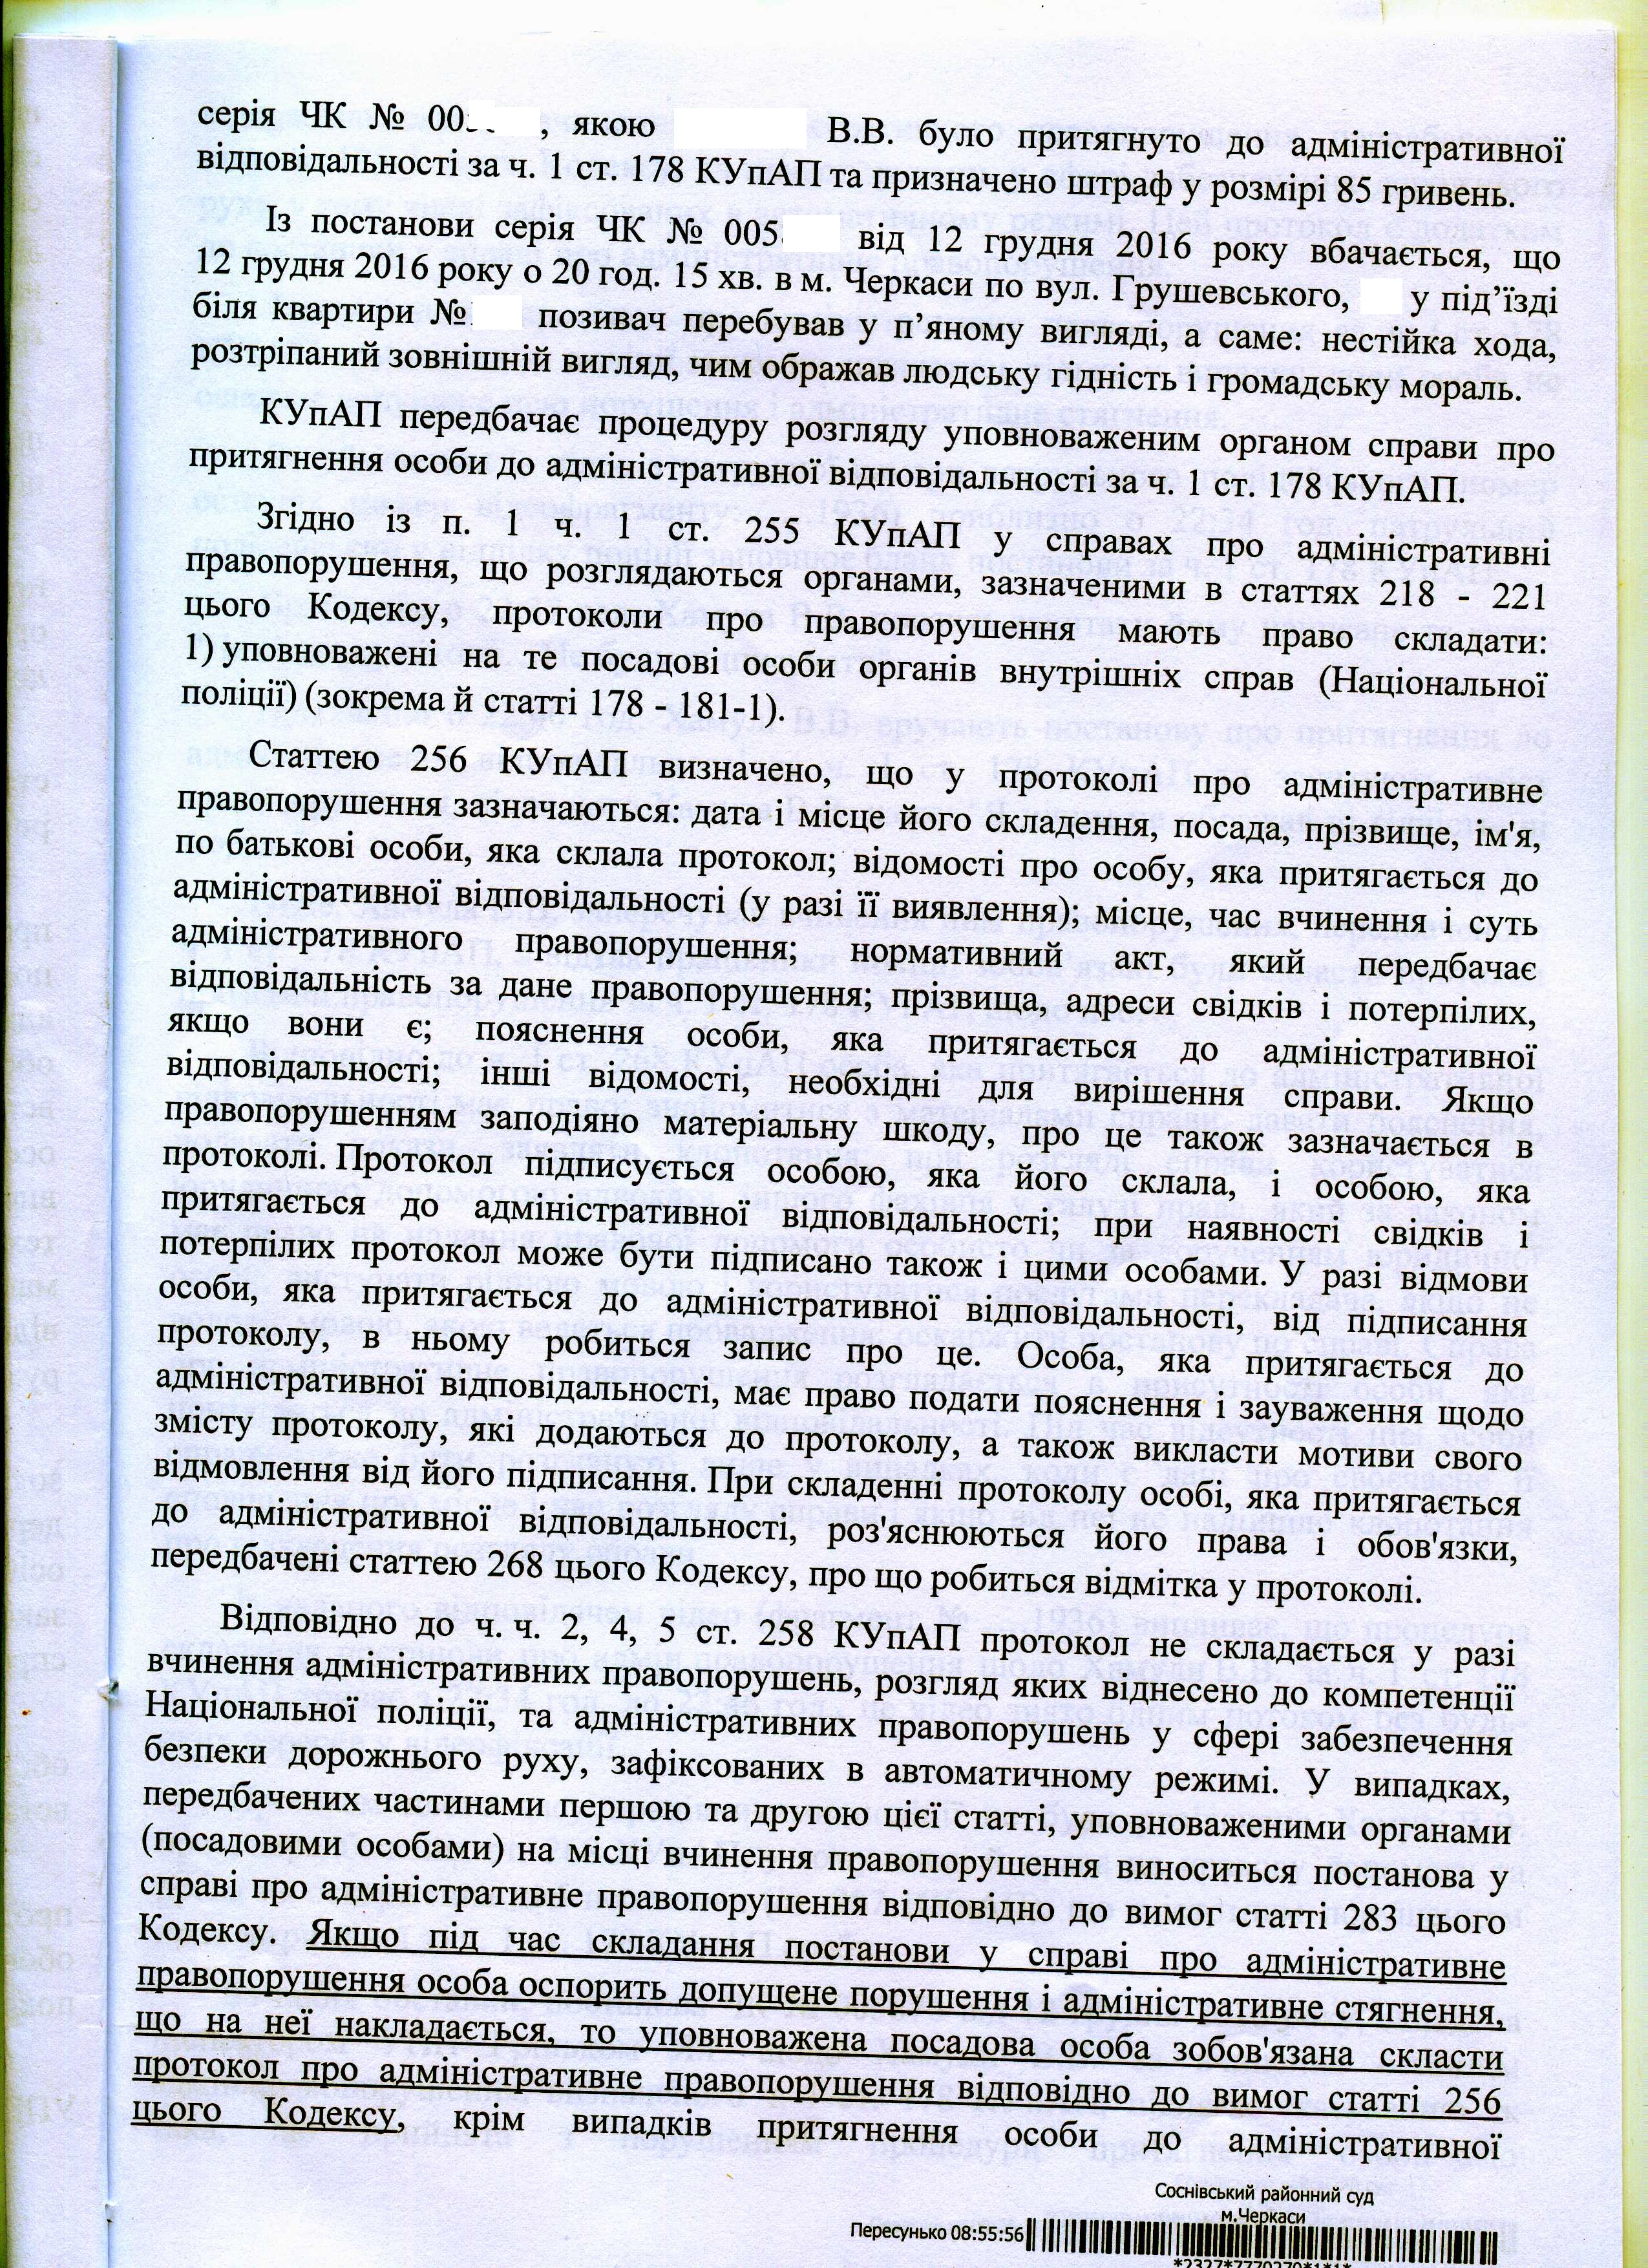 серія ЧК № 00 , якою В.В. було притягнуто до адміністративної
відповідальності за ч. 1 ст. 178 КУпАП та призначено штраф у розмірі 85 гривень.
Із постанови серія ЧК № 005 від 12 грудня 2016 року вбачається, що
12 грудня 2016 року о 20 год. 15 хв. в м. Черкаси по вул. Грушевського, у під’їзді
біля квартири № позивач перебував у п’яному вигляді, а саме: нестійка хода,
розтріпаний зовнішній вигляд, чим ображав людську гідність і громадську мораль.
КУпАП передбачає процедуру розгляду уповноваженим органом справи про
притягнення особи до адміністративної відповідальності за ч. 1 ст. 178 КУпАП.
Згідно із п. 1 ч. 1 ст. 255 КУпАП у справах про адміністративні
правопорушення, що розглядаються органами, зазначеними в статтях 218 - 221
цього Кодексу, протоколи про правопорушення мають право складати:
1) уповноважені на те посадові особи органів внутрішніх справ (Національної
поліції) (зокрема й статті 178 - 181-1).
Статтею 256 КУпАП визначено, що у протоколі про адміністративне
правопорушення зазначаються: дата і місце його складення, посада, прізвище, ім'я,
по батькові особи, яка склала протокол; відомості про особу, яка притягається до
адміністративної відповідальності (у разі її виявлення); місце, час вчинення і суть
адміністративного правопорушення; нормативний акт, який передбачає
відповідальність за дане правопорушення; прізвища, адреси свідків і потерпілих,
якщо вони є; пояснення особи, яка притягається до адміністративної
відповідальності; інші відомості, необхідні для вирішення справи. Якщо
правопорушенням заподіяно матеріальну шкоду, про це також зазначається в
протоколі. Протокол підписується особою, яка його склала, і особою, яка
притягається до адміністративної відповідальності; при наявності свідків і
потерпілих протокол може бути підписано також і цими особами. У разі відмови
особи, яка притягається до адміністративної відповідальності, від підписання
протоколу, в ньому робиться запис про це. Особа, яка притягається до
адміністративної відповідальності, має право подати пояснення і зауваження щодо
змісту протоколу, які додаються до протоколу, а також викласти мотиви свого
відмовлення від його підписання. При складенні протоколу особі, яка притягається
до адміністративної відповідальності, роз'яснюються його права і обов'язки,
передбачені статтею 268 цього Кодексу, про що робиться відмітка у протоколі.
Відповідно до ч. ч. 2, 4, 5 ст. 258 КУпАП протокол не складається у разі
вчинення адміністративних правопорушень, розгляд яких віднесено до компетенції
Національної поліції, та адміністративних правопорушень у сфері забезпечення
безпеки дорожнього руху, зафіксованих в автоматичному режимі. У випадках,
передбачених частинами першою та другою цієї статті, уповноваженими органами
(посадовими особами) на місці вчинення правопорушення виноситься постанова у
справі про адміністративне правопорушення відповідно до вимог статті 283 цього
Кодексу. Якщо під час складання постанови у справі про адміністративне
правопорушення особа оспорить допущене порушення і адміністративне стягнення,
що на неї накладається, то уповноважена посадова особа зобов'язана скласти
протокол про адміністративне правопорушення відповідно до вимог статті 256
цього Кодексу, крім випадків притягнення особи до адміністративної
Соснівський районний суд
м.Черкаси
Пересунько 08:55:56